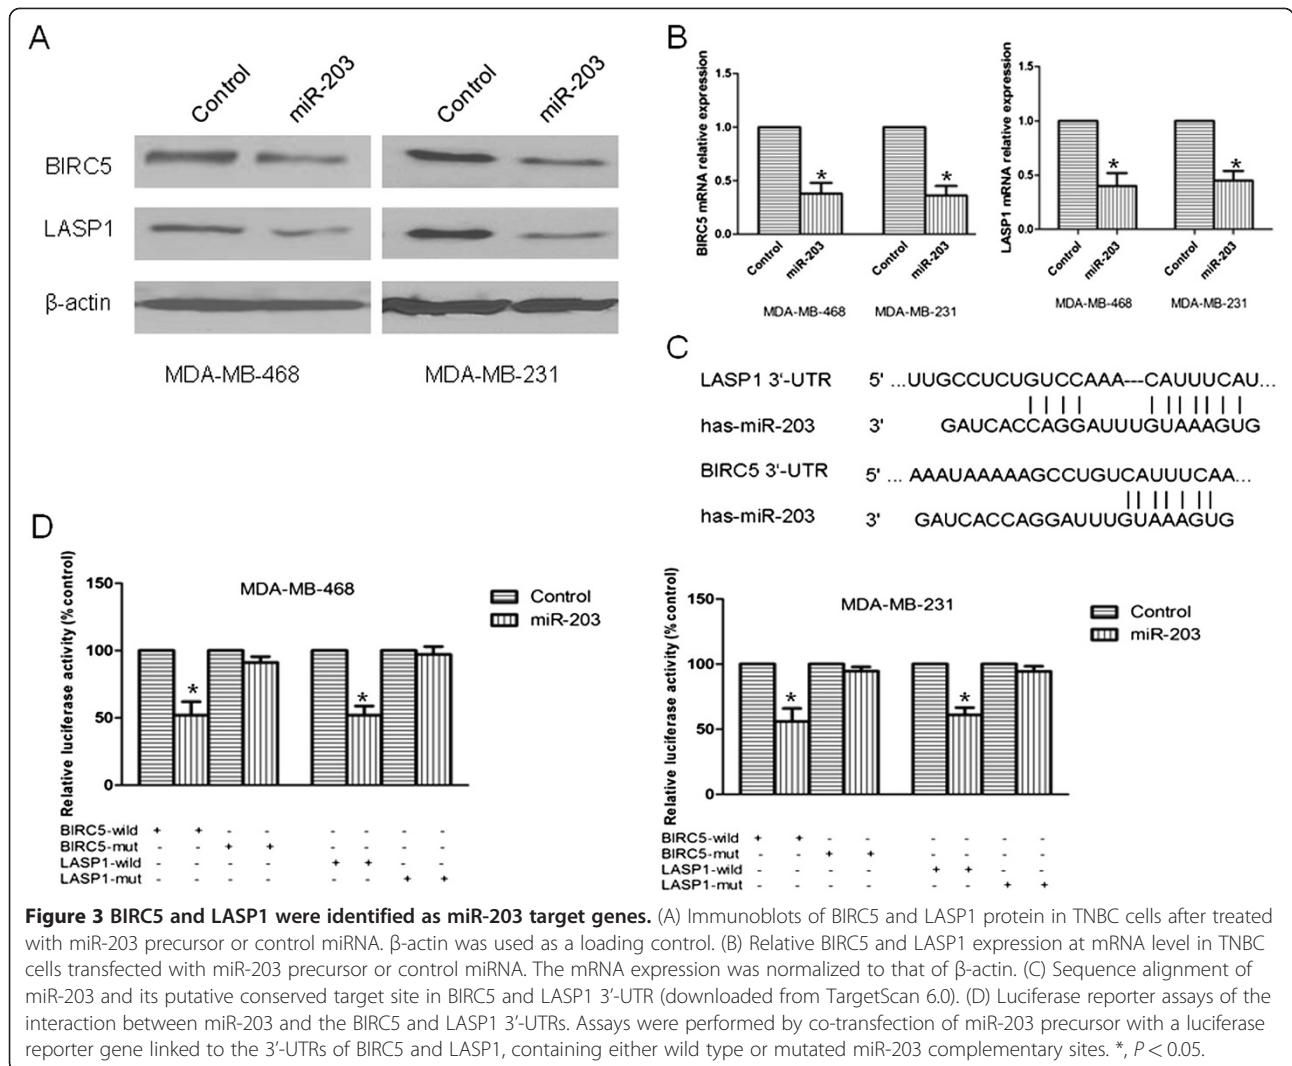 A
Control
miR-203
Control
miR-203
BIRC5
LASP1
β-actin
MDA-MB-468
MDA-MB-231
B
BIRC5 mRNA relative expression
1.5
1.0
0.5
0.0
*
*
Control
miR-203
Control
miR-203
MDA-MB-468
MDA-MB-231
LASP1 mRNA relative expression
1.5
1.0
0.5
0.0
*
*
Control
miR-203
Control
miR-203
MDA-MB-468
MDA-MB-231
C
LASP1 3'-UTR 5' ...UUGCCUCUGUCCAAA---CAUUUCAU...
has-miR-203 3' GAUCACCAGGAUUUGUAAAGUG
BIRC5 3'-UTR 5' ... AAAUAAAAAGCCUGUCAUUUCAA...
has-miR-203 3' GAUCACCAGGAUUUGUAAAGUG
D
Relative luciferase activity (% control)
150
100
50
0
MDA-MB-468
Control
miR-203
*
*
BIRC5-wild + + - - - - - -
BIRC5-mut - - + + - - - -
LASP1-wild - - - - + + - -
LASP1-mut - - - - - - + +
Relative luciferase activity (% control)
150
100
50
0
MDA-MB-231
Control
miR-203
*
*
BIRC5-wild + + - - - - - -
BIRC5-mut - - + + - - - -
LASP1-wild - - - - + + - -
LASP1-mut - - - - - - + +
Figure 3 BIRC5 and LASP1 were identified as miR-203 target genes. (A) Immunoblots of BIRC5 and LASP1 protein in TNBC cells after treated
with miR-203 precursor or control miRNA. β-actin was used as a loading control. (B) Relative BIRC5 and LASP1 expression at mRNA level in TNBC
cells transfected with miR-203 precursor or control miRNA. The mRNA expression was normalized to that of β-actin. (C) Sequence alignment of
miR-203 and its putative conserved target site in BIRC5 and LASP1 3'-UTR (downloaded from TargetScan 6.0). (D) Luciferase reporter assays of the
interaction between miR-203 and the BIRC5 and LASP1 3'-UTRs. Assays were performed by co-transfection of miR-203 precursor with a luciferase
reporter gene linked to the 3'-UTRs of BIRC5 and LASP1, containing either wild type or mutated miR-203 complementary sites. *, P < 0.05.